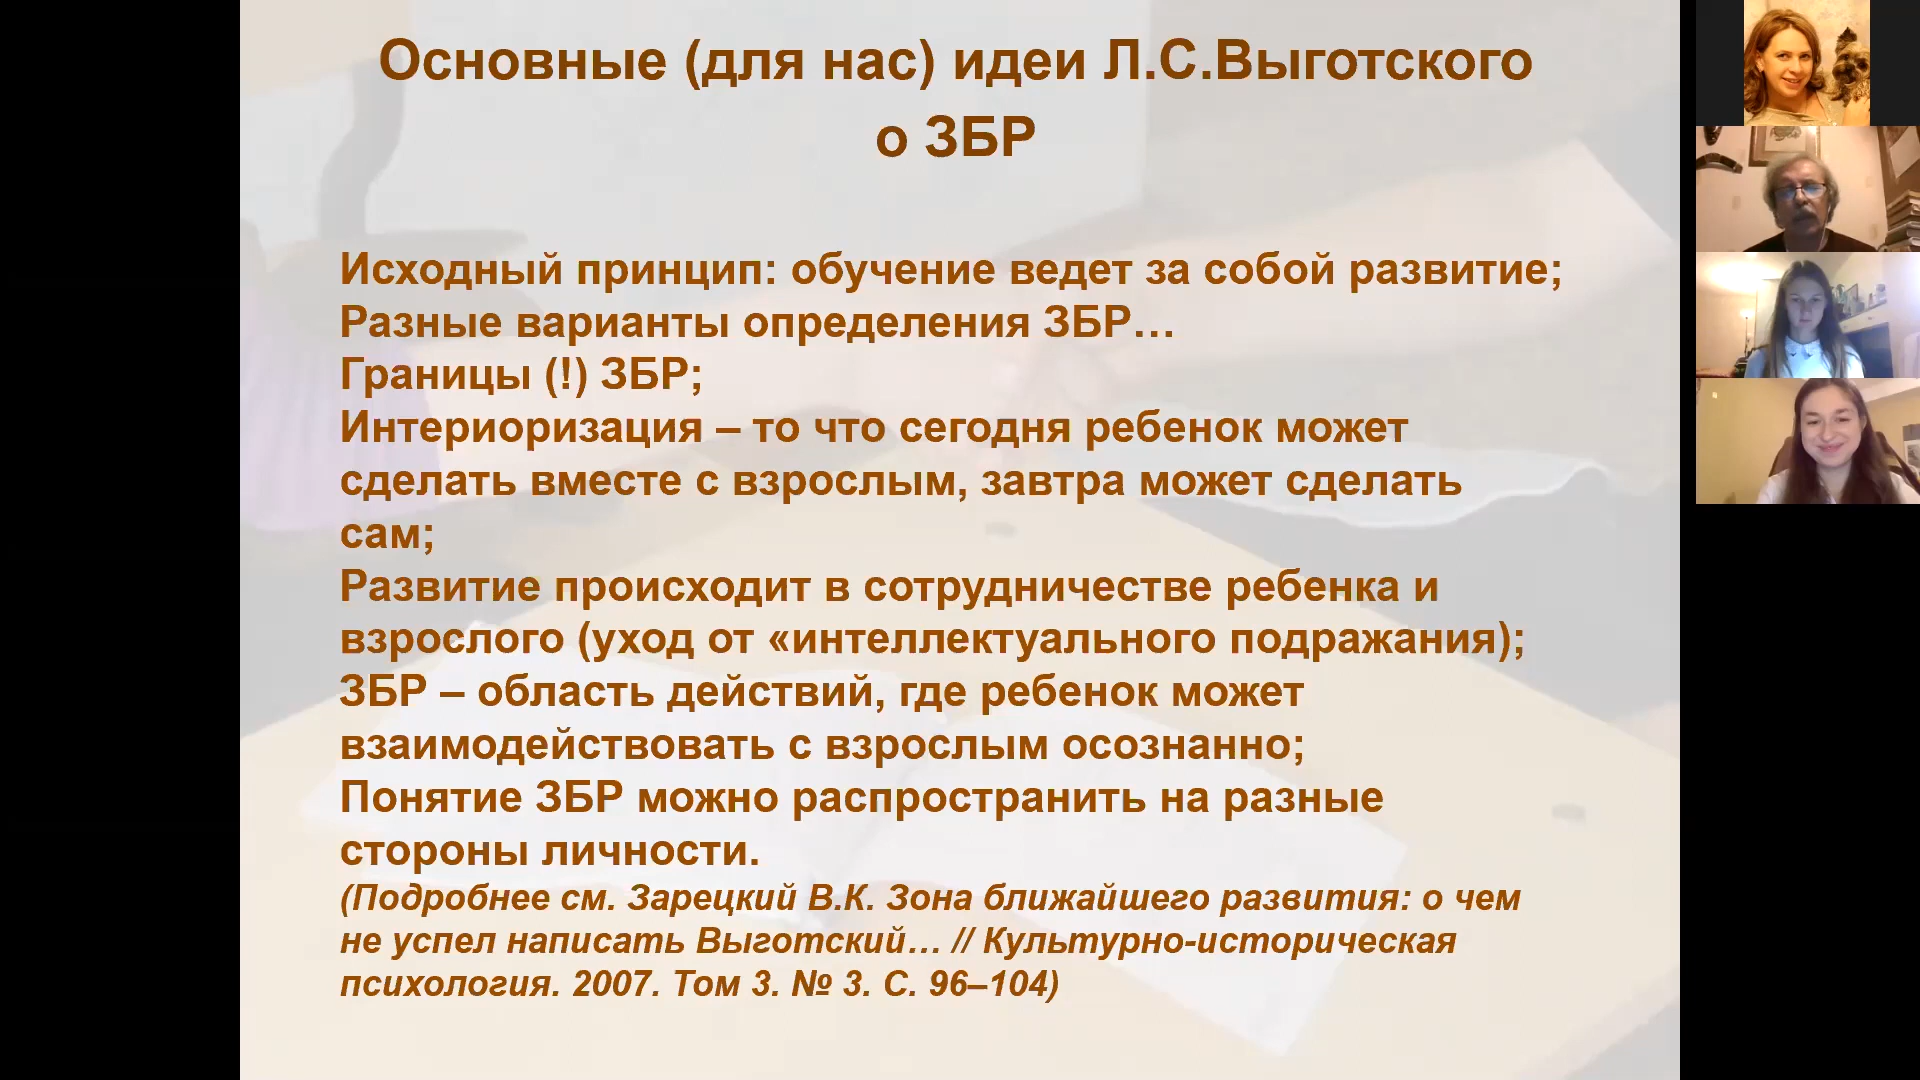 Основные (для нас) идеи Л.С.Выготского
о ЗБР
Исходный принцип: обучение ведет за собой развитие;
Разные варианты определения ЗБР…
Границы (!) ЗБР;
Интериоризация – то что сегодня ребенок может
сделать вместе с взрослым, завтра может сделать
сам;
Развитие происходит в сотрудничестве ребенка и
взрослого (уход от «интеллектуального подражания);
ЗБР – область действий, где ребенок может
взаимодействовать с взрослым осознанно;
Понятие ЗБР можно распространить на разные
стороны личности.
(Подробнее см. Зарецкий В.К. Зона ближайшего развития: о чем
не успел написать Выготский… // Культурно-историческая
психология. 2007. Том 3. № 3. С. 96–104)